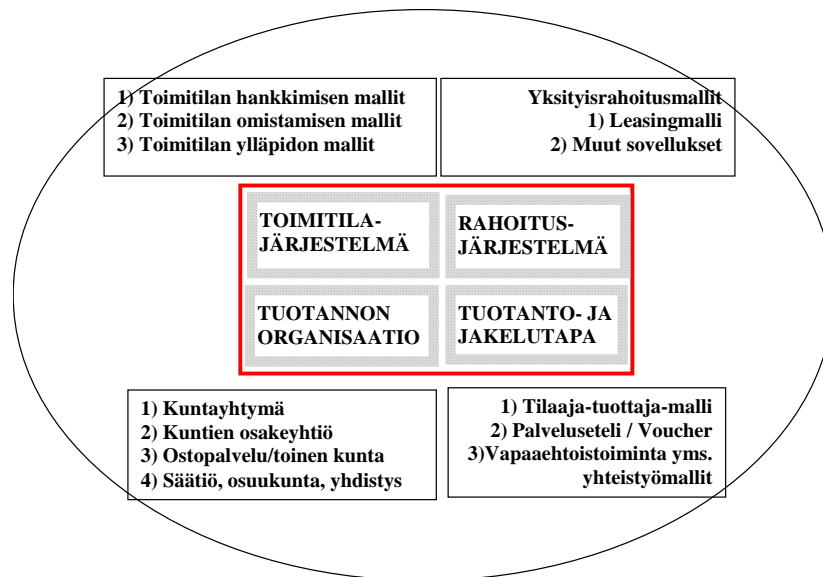 1) Toimitilan hankkimisen mallit
2) Toimitilan omistamisen mallit
3) Toimitilan ylläpidon mallit
Yksityisrahoitusmallit
1) Leasingmalli
2) Muut sovellukset
TOIMITILA-
JÄRJESTELMÄ
RAHOITUS-
JÄRJESTELMÄ
TUOTANNON
ORGANISAATIO
TUOTANTO- JA
JAKELUTAPA
1) Kuntayhtymä
2) Kuntien osakeyhtiö
3) Ostopalvelu/toinen kunta
4) Säätiö, osuukunta, yhdistys
1) Tilaaja-tuottaja-malli
2) Palveluseteli / Voucher
3)Vapaaehtoistoiminta yms.
yhteistyömallit